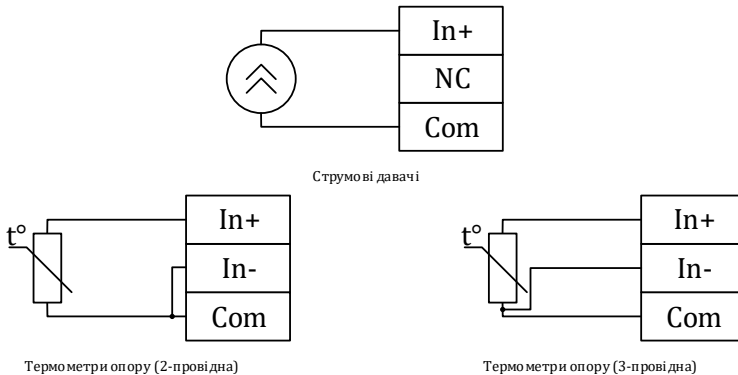 In+
NC
Com
Струмові давачі
t°
In+
In-
Com
Термометри опору (2-провідна)
t°
In+
In-
Com
Термометри опору (3-провідна)